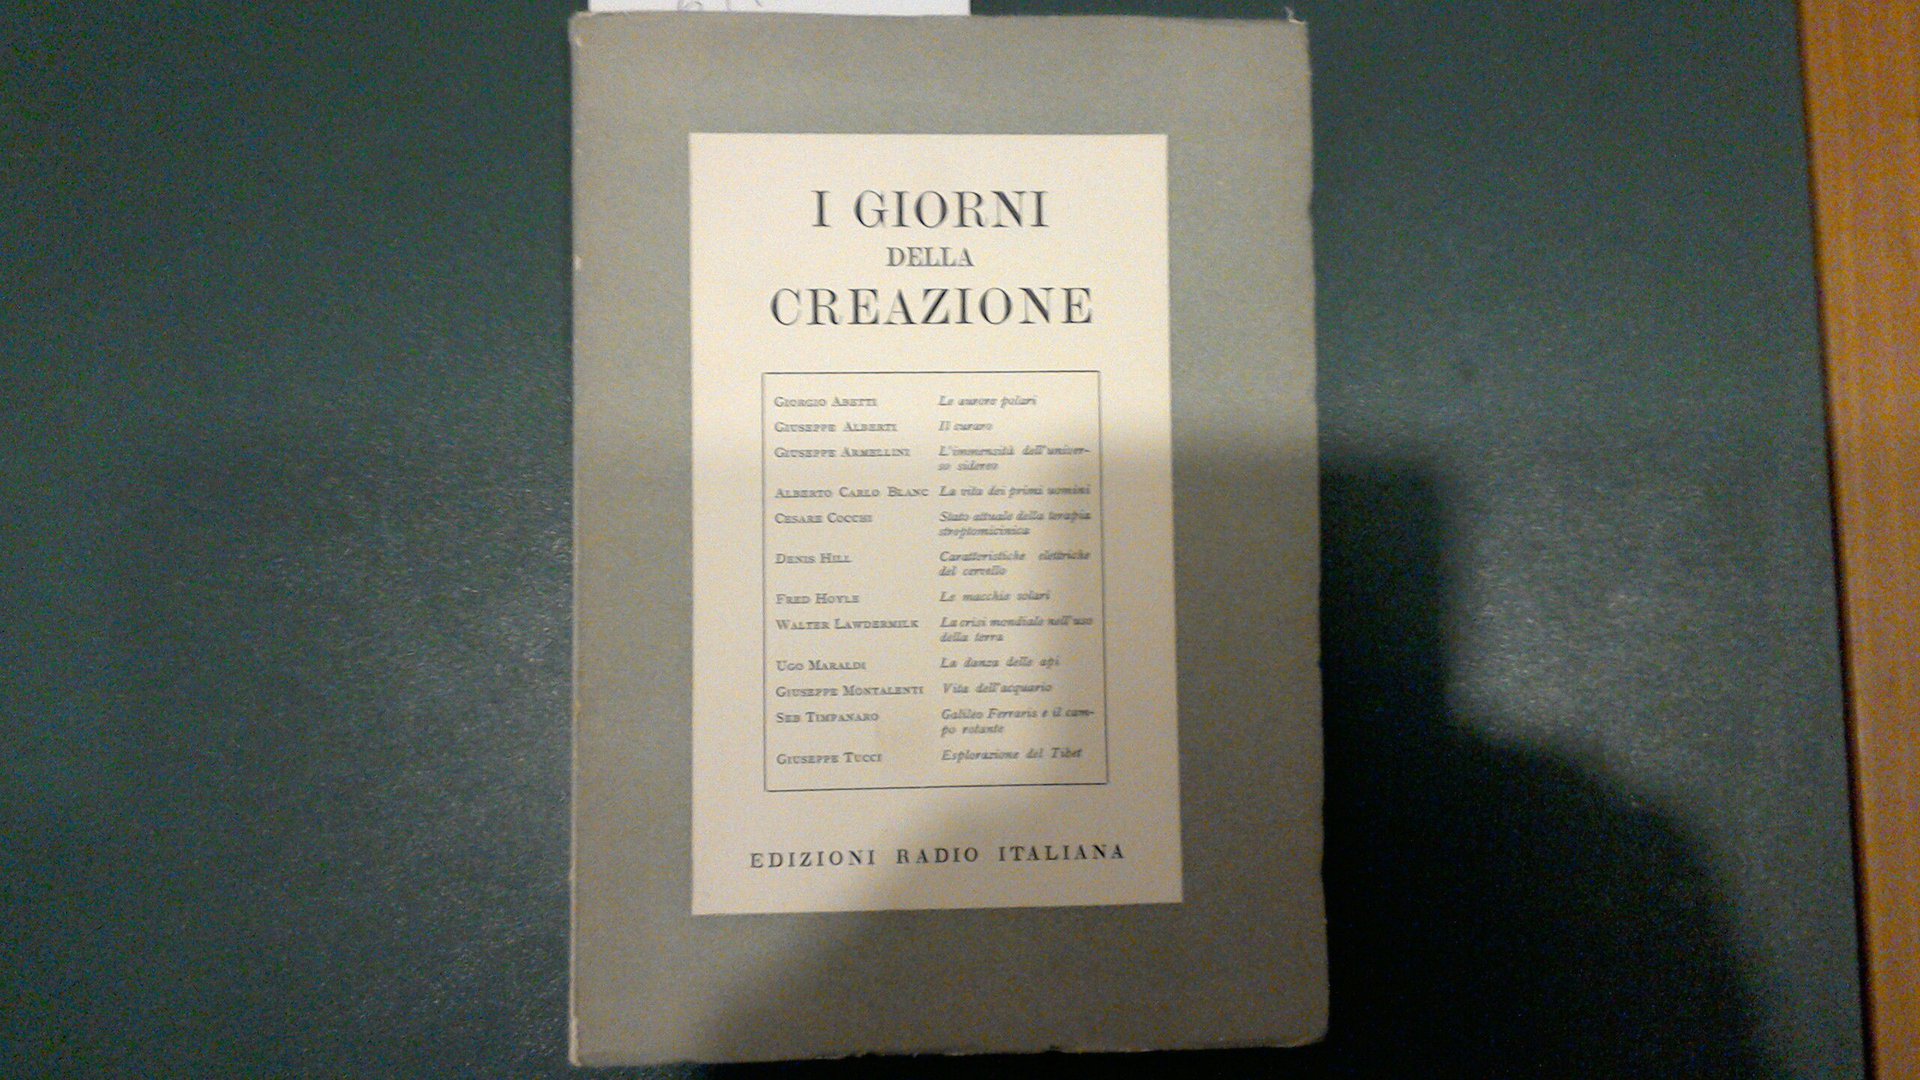 I GIORNI
DELLA
CREAZIONE
GIORGIO ABETTI Le aurore polari
GIUSEPPE ALBERTI Il curaro
GIUSEPPE ARMELLINI L'immensità dell'univer-
so sidereo
ALBERTO CARLO BLANC La vita dei primi uomini
CESARE COCCHI Stato attuale della terapia
streptomicinica
DENIS HILL Caratteristiche elettriche
del cervello
FRED HOYLE Le macchie solari
WALTER LAWDERMILK La crisi mondiale nell'uso
della terra
UGO MARALDI La danza delle api
GIUSEPPE MONTALENTI Vita dell'acquario
SEB TIMPANARO Galileo Ferraris e il cam-
po rotante
GIUSEPPE TUCCI Esplorazione del Tibet
EDIZIONI RADIO ITALIANA